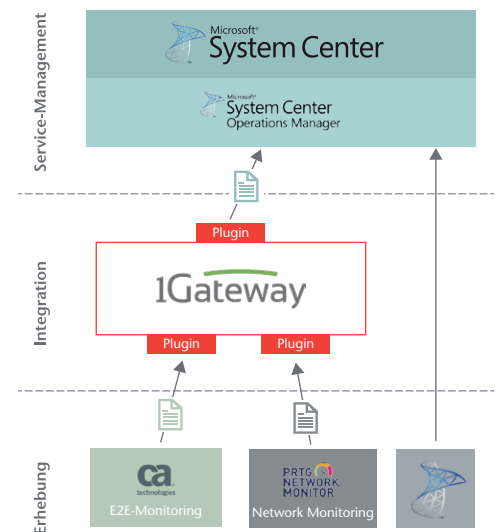 Service-Management
Microsoft®
System Center
Microsoft®
System Center
Operations Manager
Integration
Plugin
1Gateway
Plugin
Plugin
Erhebung
ca
technologies
E2E-Monitoring
PRTG
NETWORK
MONITOR
Network Monitoring